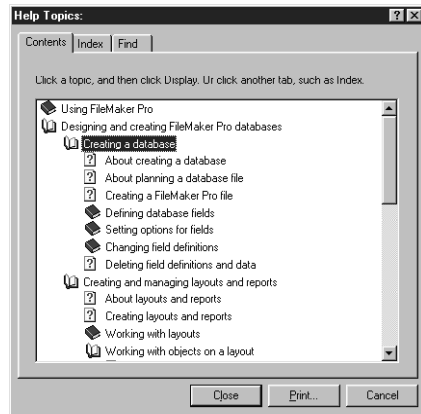 Help Topics:
Contents Index Find
Click a topic, and then click Display. Or click another tab, such as Index.
Using FileMaker Pro
Designing and creating FileMaker Pro databases
Creating a database
? About creating a database
? About planning a database file
? Creating a FileMaker Pro file
Defining database fields
Setting options for fields
Changing field definitions
? Deleting field definitions and data
Creating and managing layouts and reports
? About layouts and reports
? Creating layouts and reports
Working with layouts
Working with objects on a layout
Close Print... Cancel